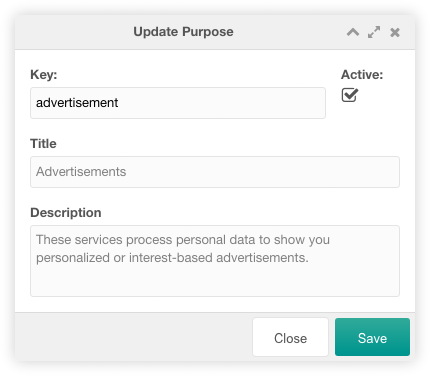 Update Purpose
Key:
Active:
advertisement
Title
Advertisements
Description
These services process personal data to show you
personalized or interest-based advertisements.
Close
Save